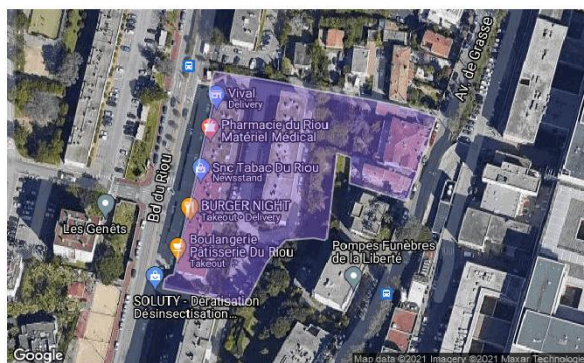 Vival
Delivery
Av. de Grasse
Pharmacie du Riou
Matériel Médical
Bd du Riou
Snc Tabac Du Riou
Newsstand
BURGER NIGHT
Takeout • Delivery
Les Genêts
Boulangerie
Pâtisserie Du Riou
Takeout
Pompes Funèbres
de la Liberté
SOLUTY - Dératisation
Désinsectisation...
Google
Map data ©2021 Imagery ©2021 Maxar Technologies